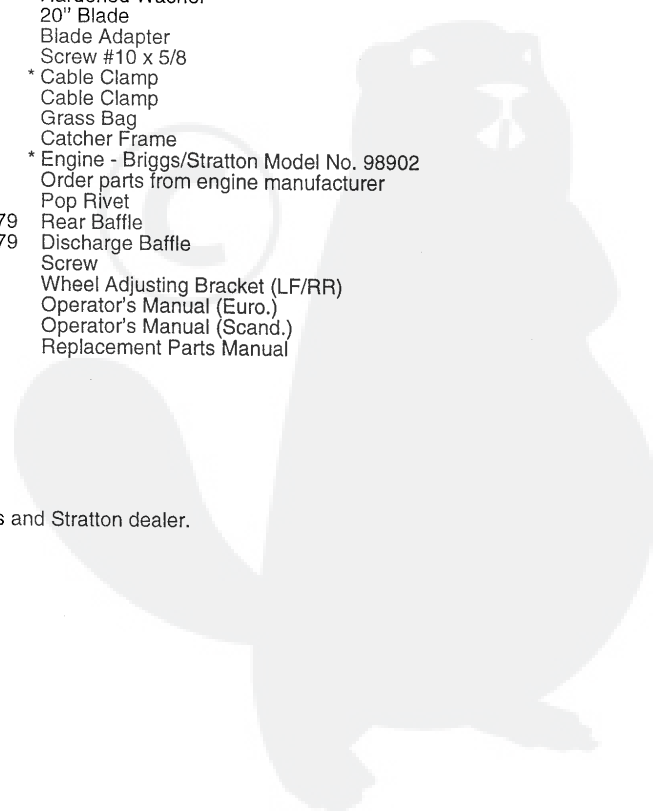 Hardened Washer
20" Blade
Blade Adapter
Screw #10 x 5/8
* Cable Clamp
Cable Clamp
Grass Bag
Catcher Frame
* Engine - Briggs/Stratton Model No. 98902
Order parts from engine manufacturer
Pop Rivet
79 Rear Baffle
79 Discharge Baffle
Screw
Wheel Adjusting Bracket (LF/RR)
Operator's Manual (Euro.)
Operator's Manual (Scand.)
Replacement Parts Manual
s and Stratton dealer.
©